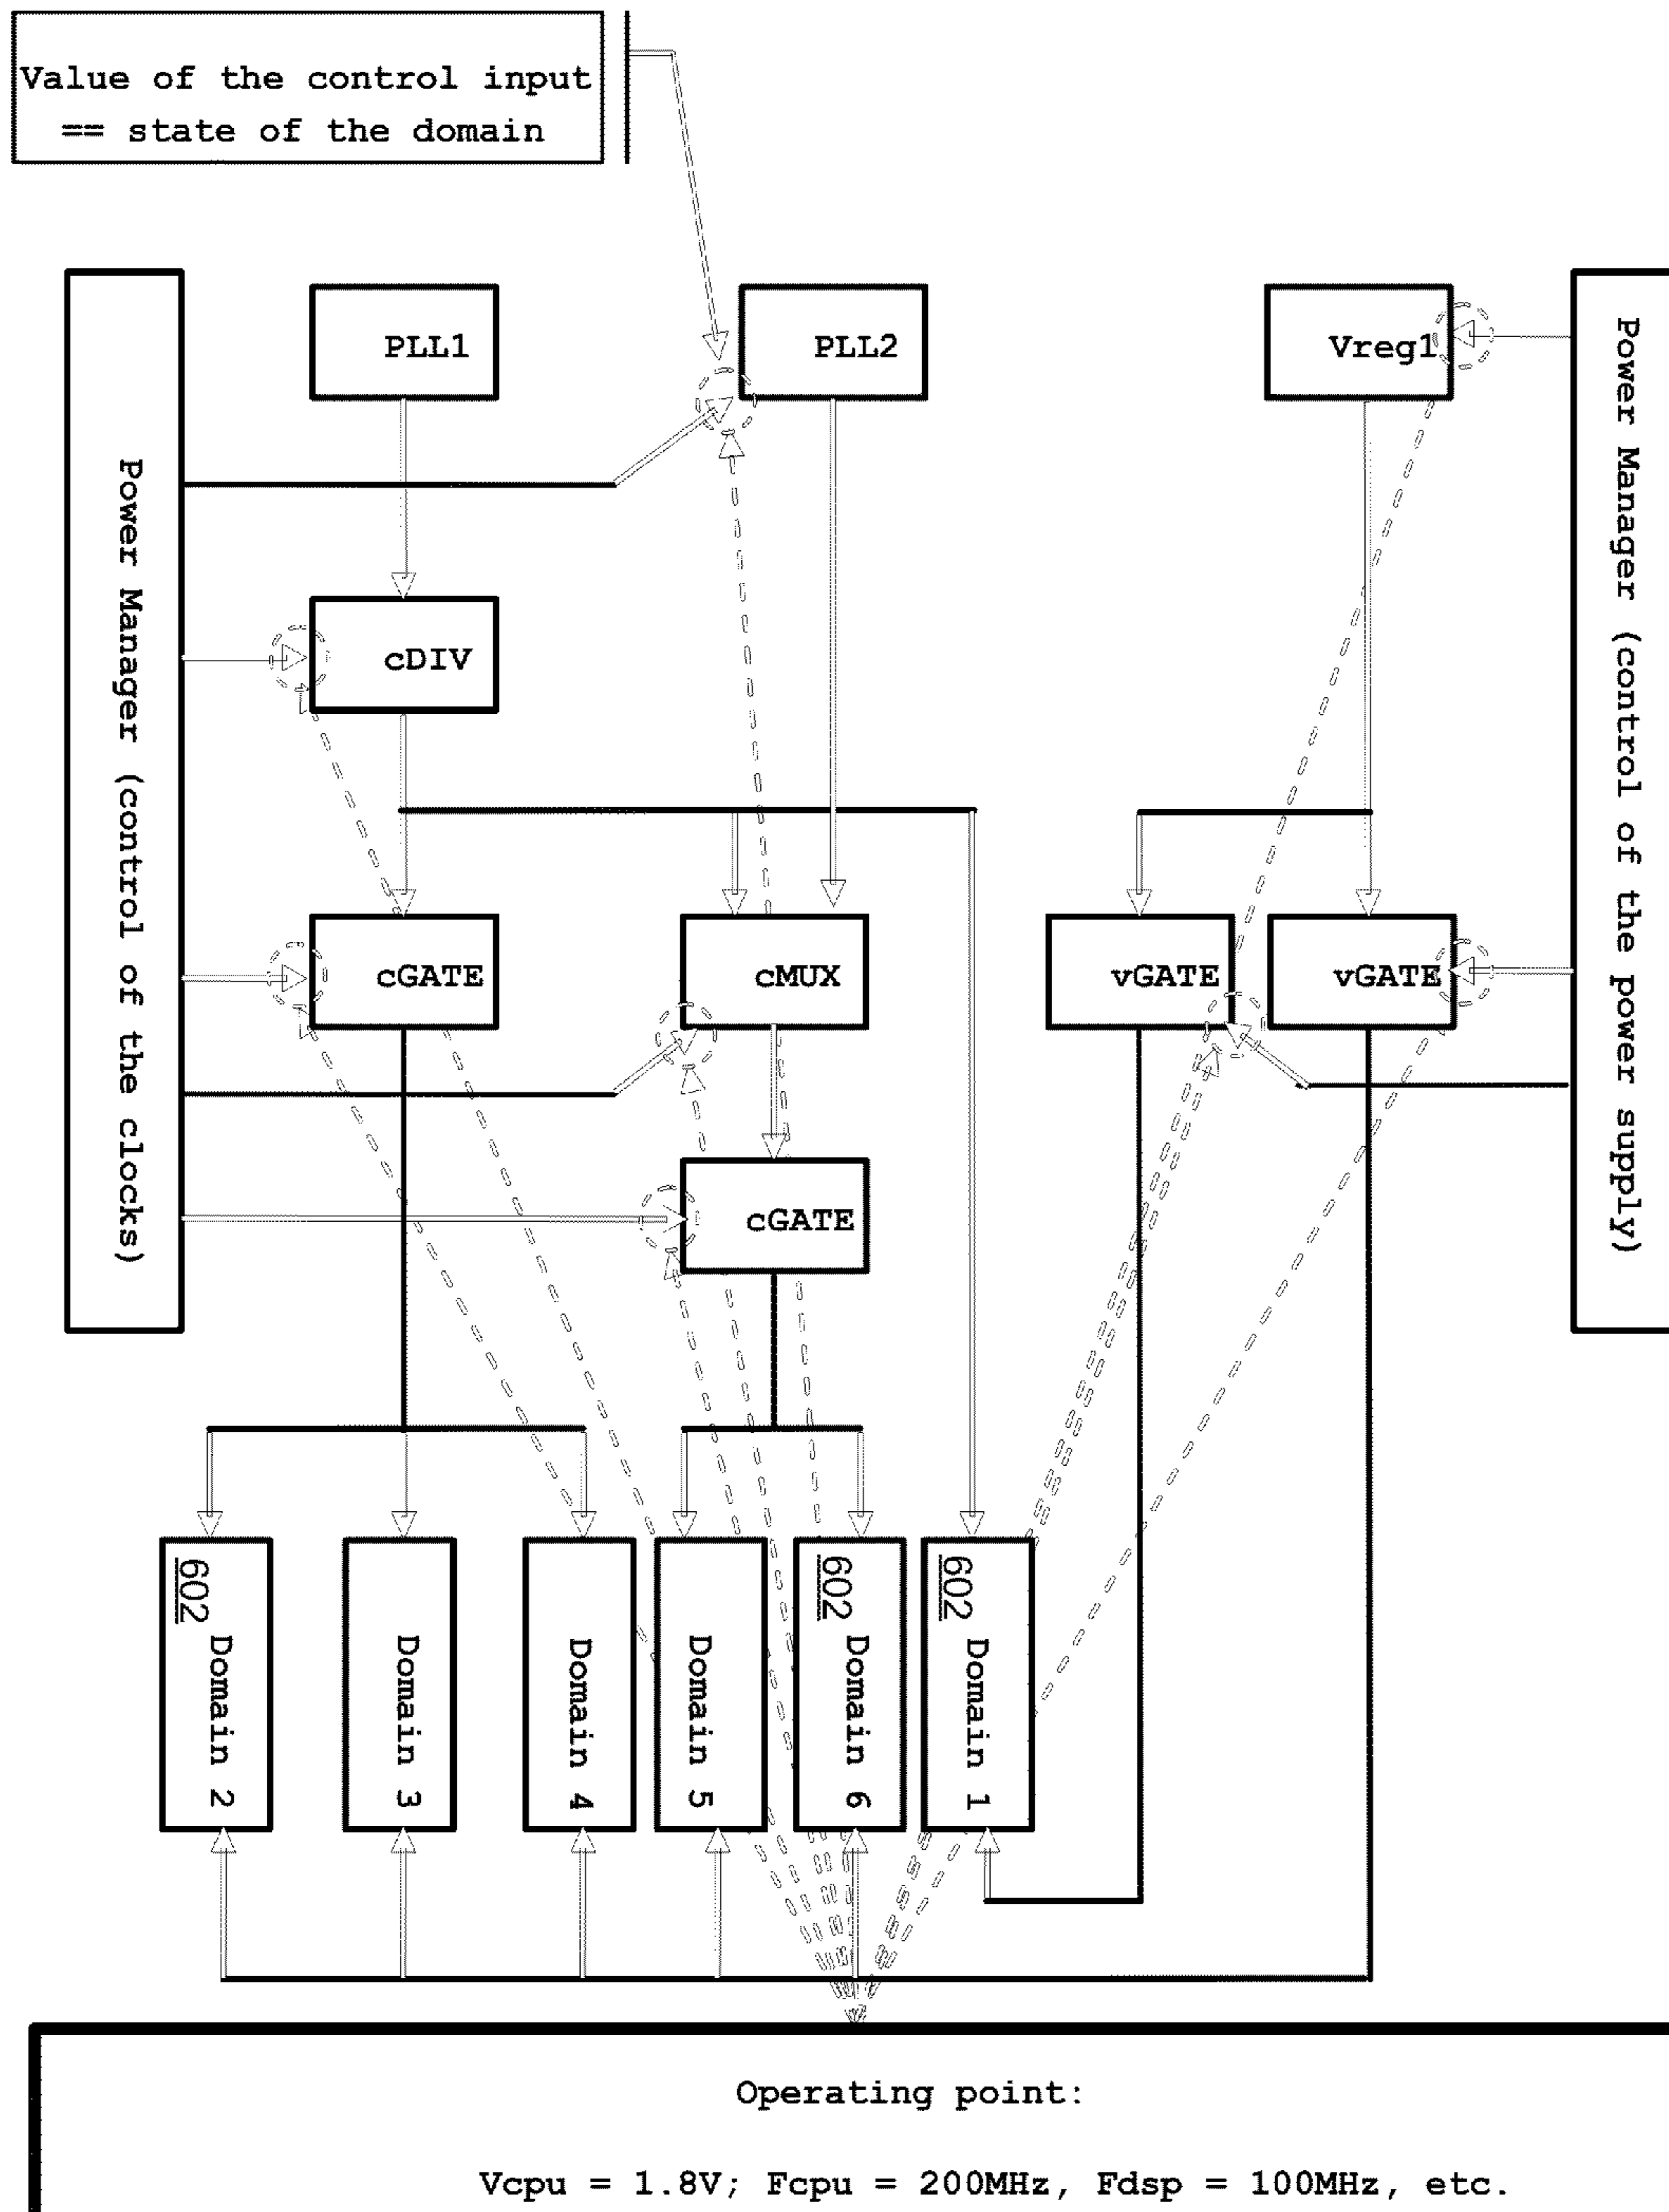 Value of the control input
== state of the domain
PLL1
PLL2
Vreg1
Power Manager (control of the clocks)
Power Manager (control of the power supply)
cDIV
cGATE
cMUX
vGATE
vGATE
cGATE
602
Domain 2
Domain 3
Domain 4
Domain 5
602
Domain 6
602
Domain 1
Operating point:
Vcpu = 1.8V; Fcpu = 200MHz, Fdsp = 100MHz, etc.